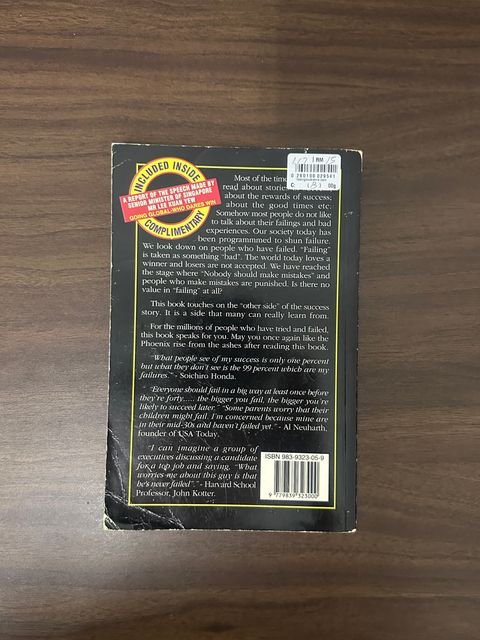 INCLUDED INSIDE
A REPORT OF THE SPEECH MADE BY
SENIOR MINISTER OF SINGAPORE
MR LEE KUAN YEW
GOING GLOBAL-WHO DARES WIN
COMPLIMENTARY
RM 15
Most of the time
read about stories
about the rewards of success;
about the good times etc.
Somehow most people do not like
to talk about their failings and bad
experiences. Our society today has
been programmed to shun failure.
We look down on people who have failed. "Failing"
is taken as something "bad". The world today loves a
winner and losers are not accepted. We have reached
the stage where "Nobody should make mistakes" and
people who make mistakes are punished. Is there no
value in "failing" at all?
This book touches on the "other side" of the success
story. It is a side that many can really learn from.
For the millions of people who have tried and failed,
this book speaks for you. May you once again like the
Phoenix rise from the ashes after reading this book.
"What people see of my success is only one percent
but what they don't see is the 99 percent which are my
failures." - Soichiro Honda.
"Everyone should fail in a big way at least once before
they're forty..... the bigger you fail, the bigger you're
likely to succeed later." "Some parents worry that their
children might fail. I'm concerned because mine are
in their mid-30s and haven't failed yet." - Al Neuharth,
founder of USA Today.
"I can imagine a group of
executives discussing a candidate
for a top job and saying, "What
worries me about this guy is that
he's never failed"." - Harvard School
Professor, John Kotter.
ISBN 983-9323-05-9
9 779839 323000